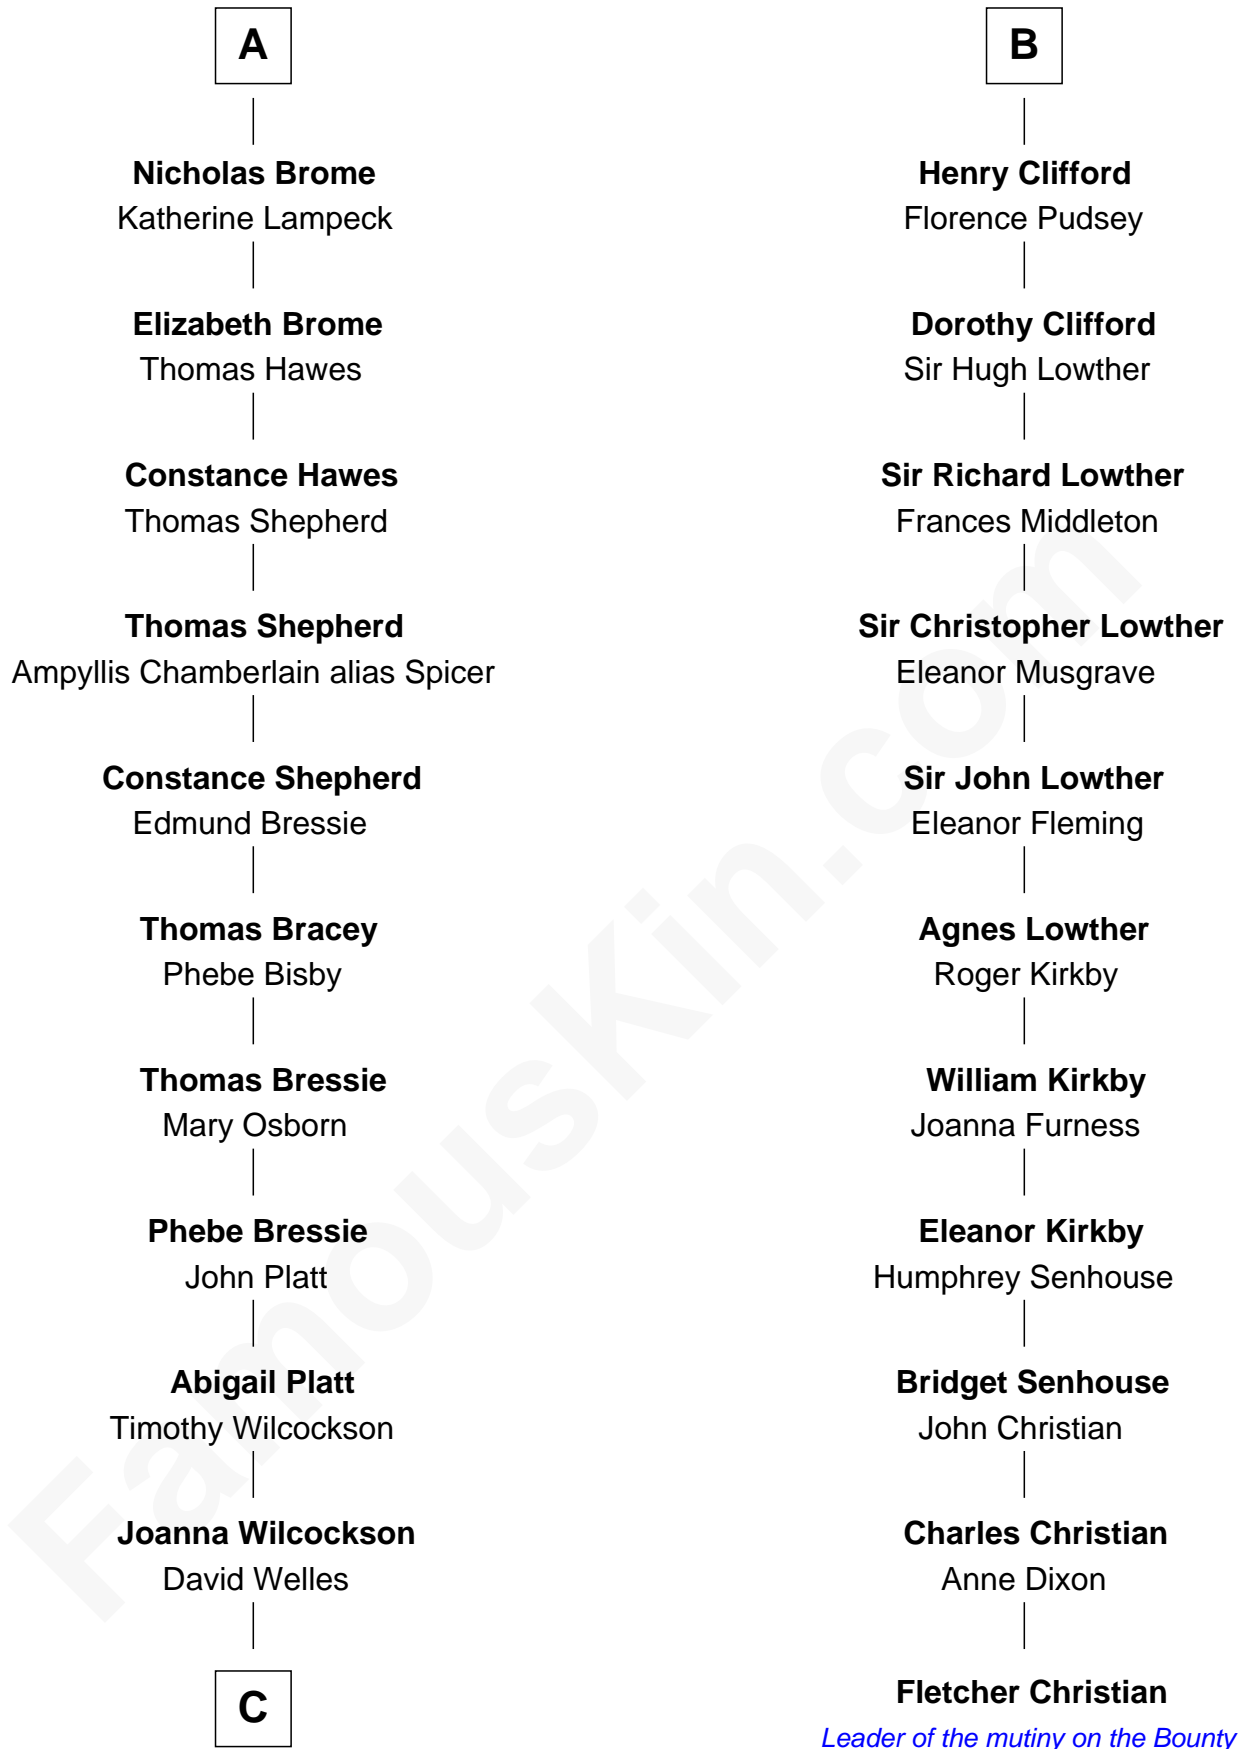 A
Nicholas Brome
Katherine Lampeck
Elizabeth Brome
Thomas Hawes
Constance Hawes
Thomas Shepherd
Thomas Shepherd
Ampyllis Chamberlain alias Spicer
Constance Shepherd
Edmund Bressie
Thomas Bracey
Phebe Bisby
Thomas Bressie
Mary Osborn
Phebe Bressie
John Platt
Abigail Platt
Timothy Wilcockson
Joanna Wilcockson
David Welles
C
B
Henry Clifford
Florence Pudsey
Dorothy Clifford
Sir Hugh Lowther
Sir Richard Lowther
Frances Middleton
Sir Christopher Lowther
Eleanor Musgrave
Sir John Lowther
Eleanor Fleming
Agnes Lowther
Roger Kirkby
William Kirkby
Joanna Furness
Eleanor Kirkby
Humphrey Senhouse
Bridget Senhouse
John Christian
Charles Christian
Anne Dixon
Fletcher Christian
Leader of the mutiny on the Bounty
FamousKin.com